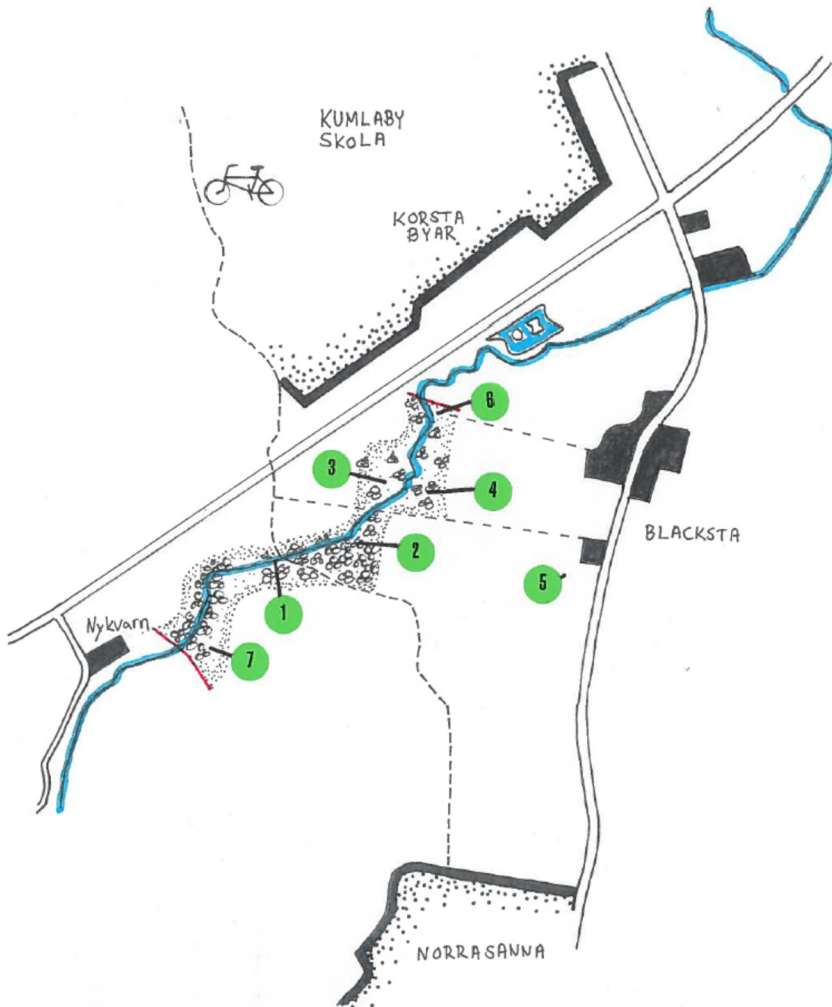 KUMLABY
SKOLA
KORSTA
BYAR
6
3
4
2
BLACKSTA
5
1
Nykvarn
7
NORRASANNA